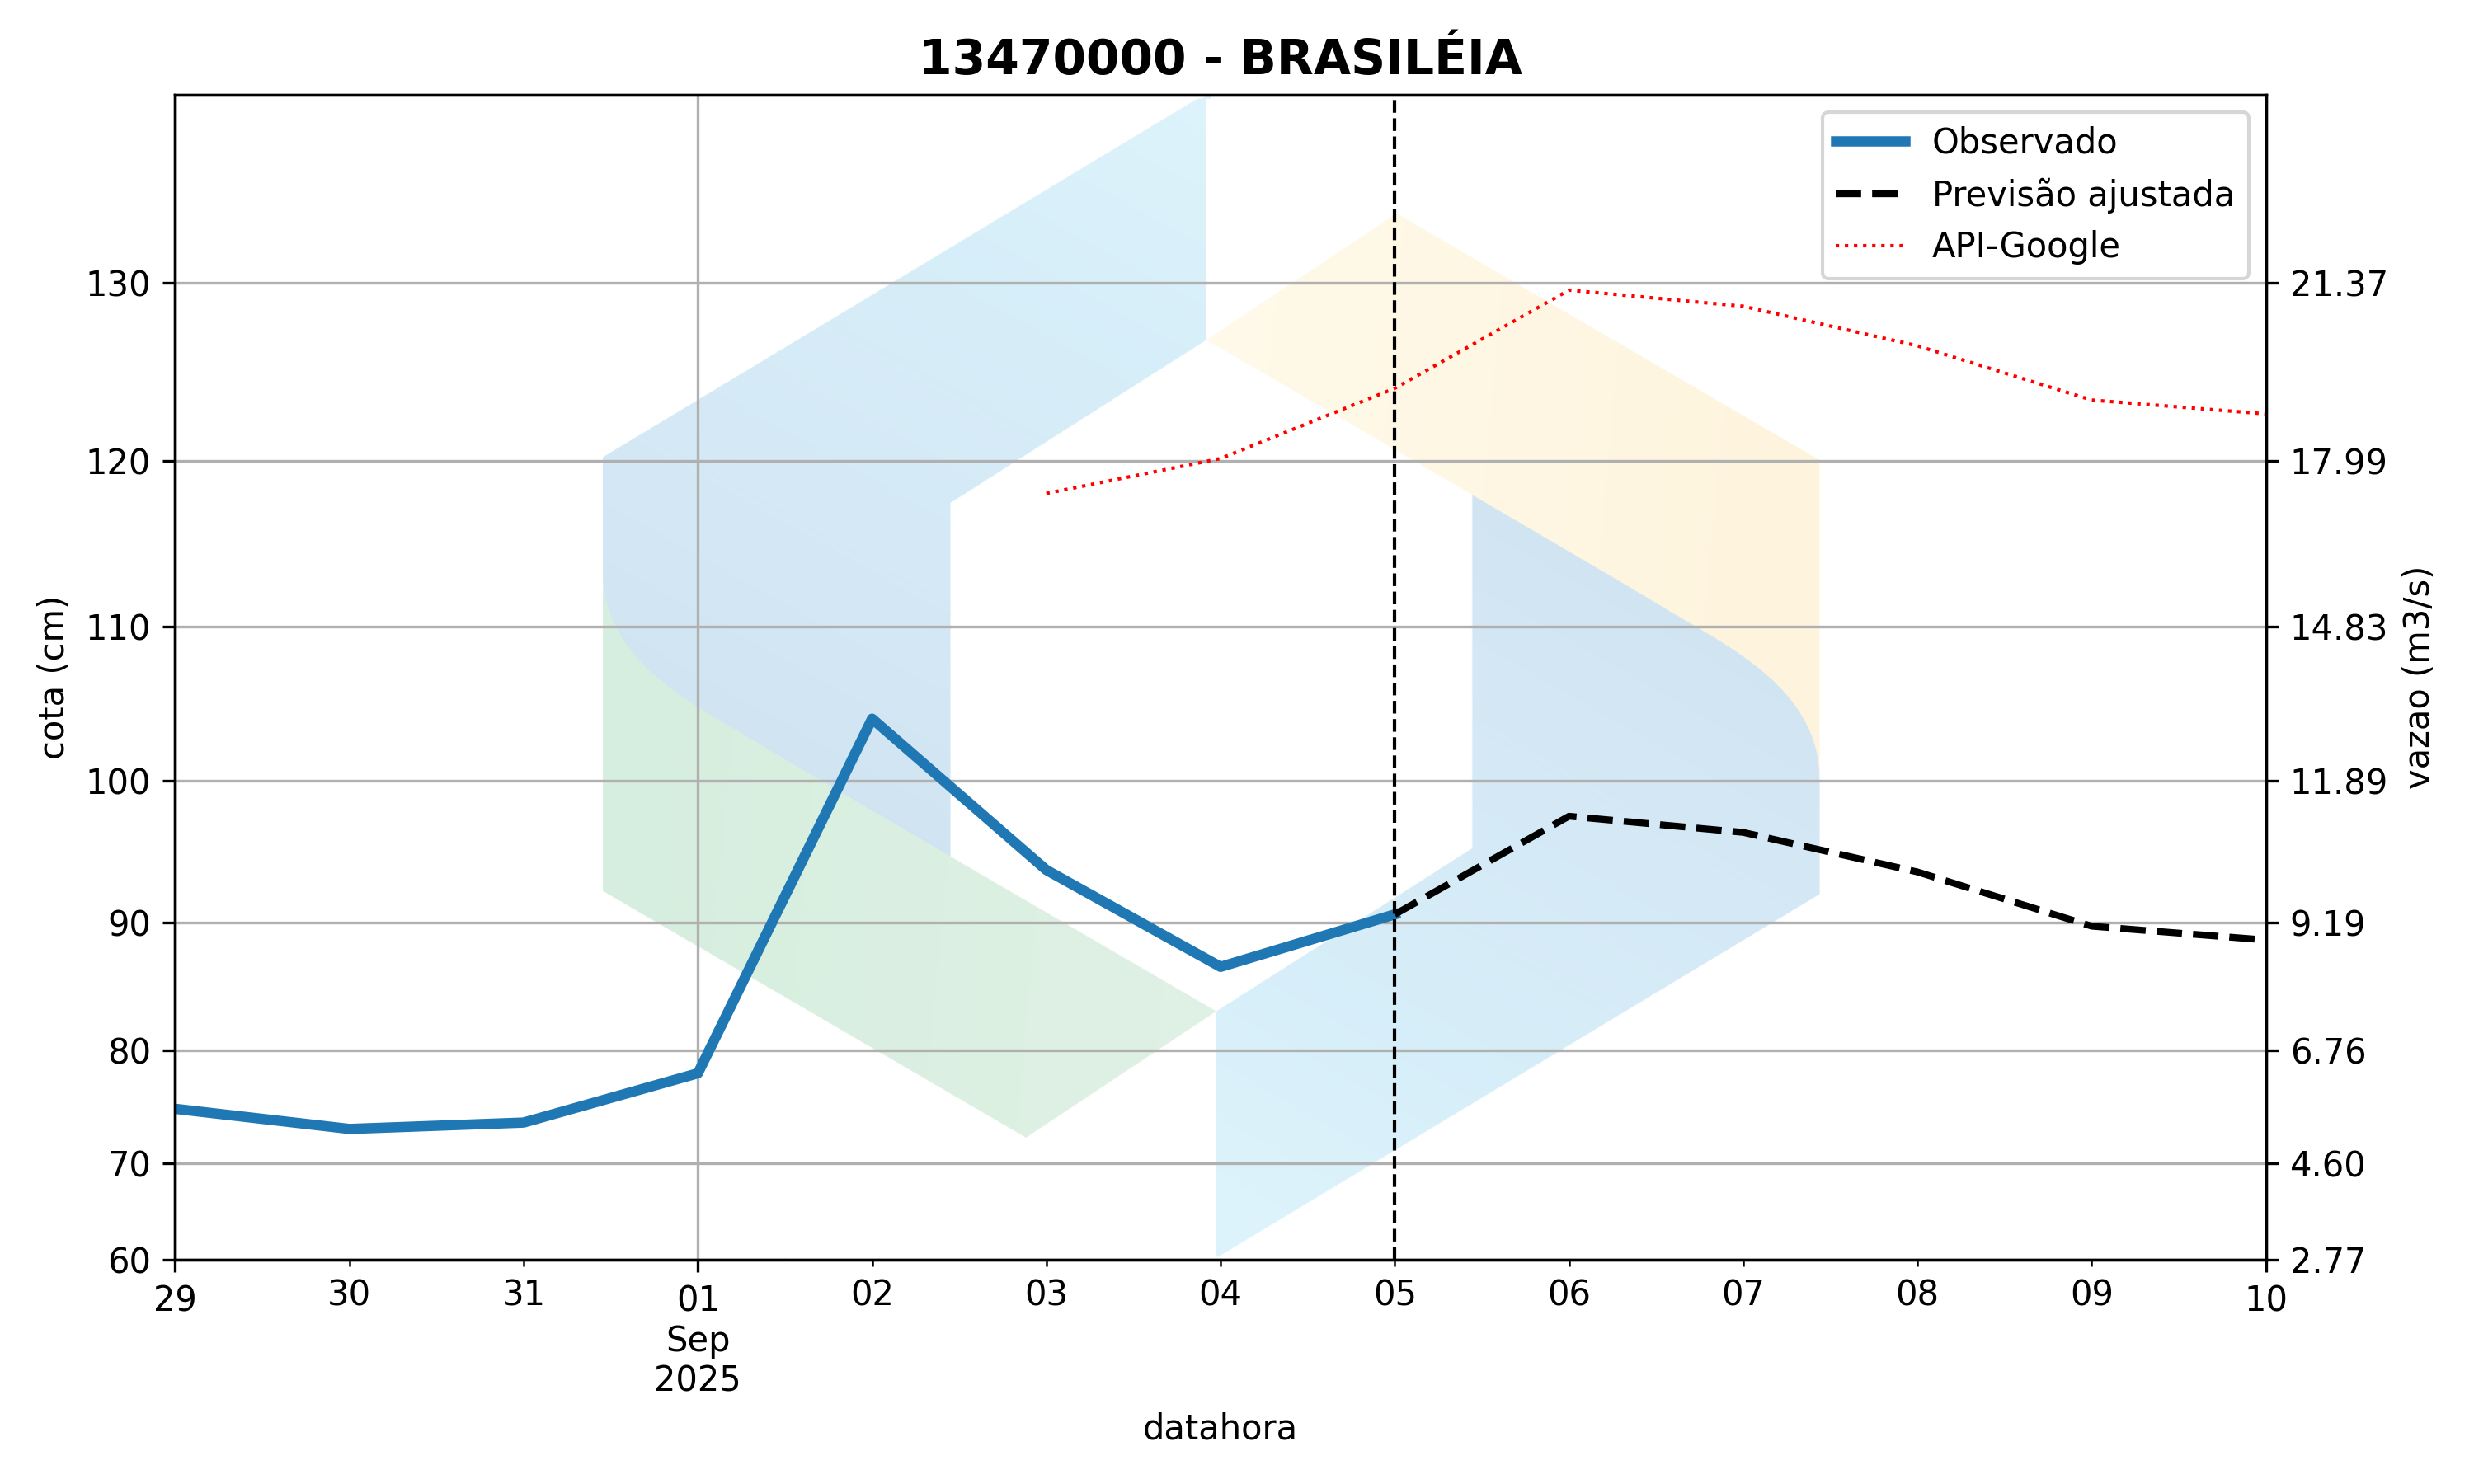 13470000 - BRASILÉIA
Observado
Previsão ajustada
API-Google
130
120
110
100
90
80
70
60
cota (cm)
21.37
17.99
14.83
11.89
9.19
6.76
4.60
2.77
vazao (m3/s)
29 30 31 01 02 03 04 05 06 07 08 09 10
Sep
2025
datahora